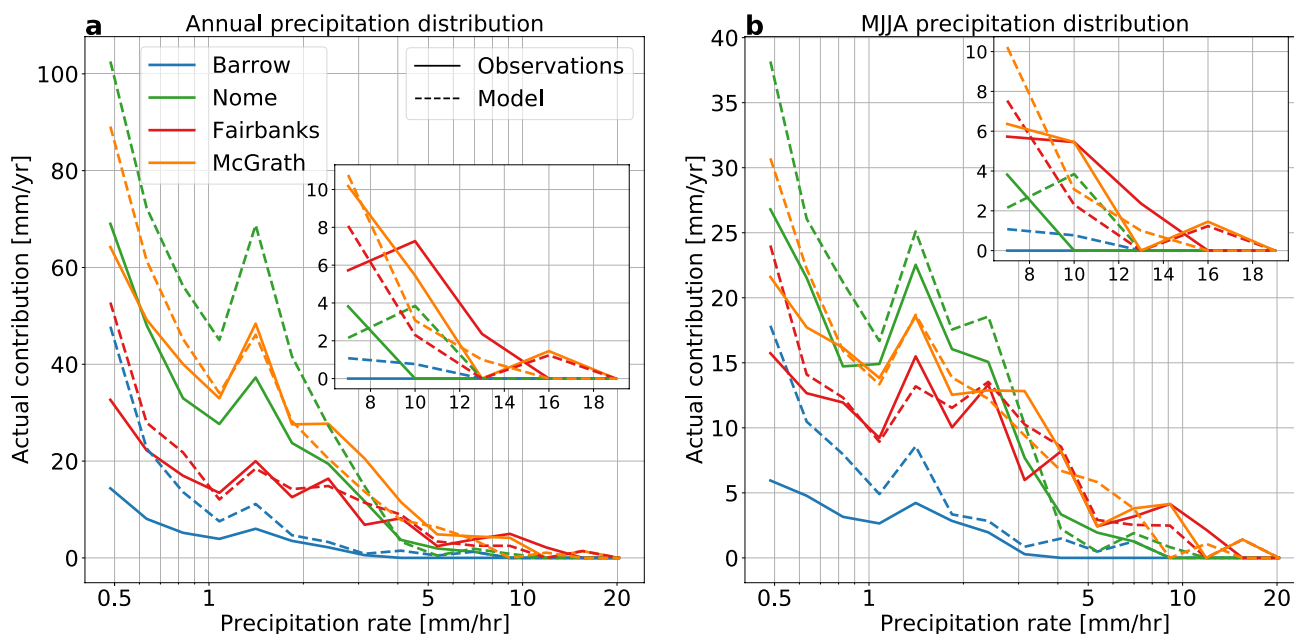 a Annual precipitation distribution
Actual contribution [mm/yr]
100
80
60
40
20
0
0.5 1 5 10 20
Precipitation rate [mm/hr]
Barrow
Nome
Fairbanks
McGrath
Observations
Model
10
8
6
4
2
0
8 10 12 14 16 18
b MJJA precipitation distribution
Actual contribution [mm/yr]
40
35
30
25
20
15
10
5
0
0.5 1 5 10 20
Precipitation rate [mm/hr]
10
8
6
4
2
0
8 10 12 14 16 18